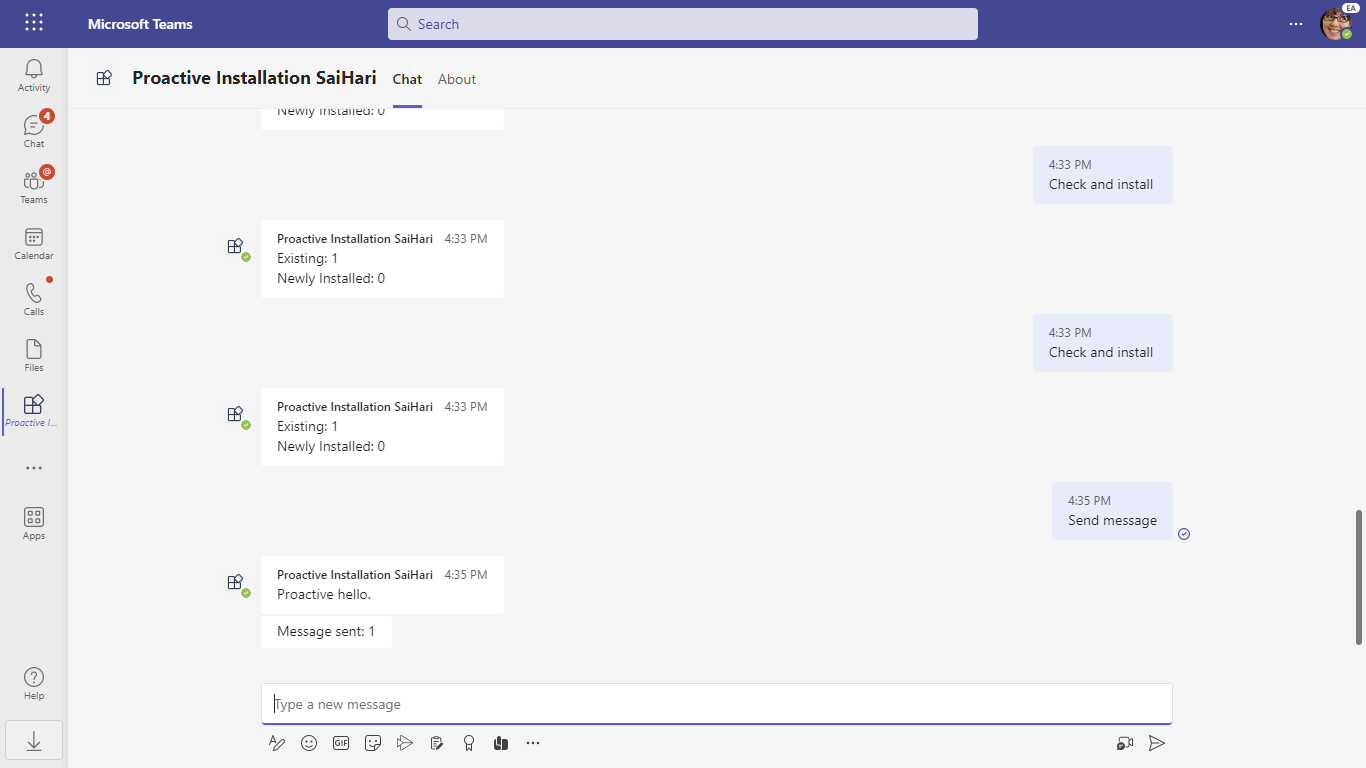 Microsoft Teams
Search
EA
Activity
4
Chat
@
Teams
Calendar
Calls
Files
Proactive I...
Apps
Help
Proactive Installation SaiHari
Chat
About
Newly Installed: 0
4:33 PM
Check and install
Proactive Installation SaiHari 4:33 PM
Existing: 1
Newly Installed: 0
4:33 PM
Check and install
Proactive Installation SaiHari 4:33 PM
Existing: 1
Newly Installed: 0
4:35 PM
Send message
Proactive Installation SaiHari 4:35 PM
Proactive hello.
Message sent: 1
Type a new message
GIF